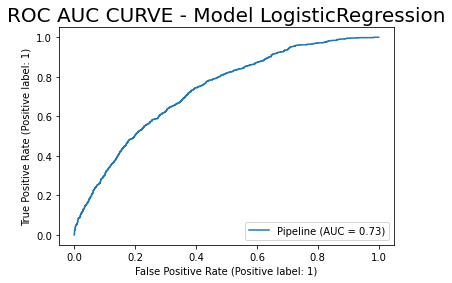 ROC AUC CURVE - Model LogisticRegression
1.0
0.8
0.6
0.4
0.2
0.0
True Positive Rate (Positive label: 1)
Pipeline (AUC = 0.73)
0.0 0.2 0.4 0.6 0.8 1.0
False Positive Rate (Positive label: 1)